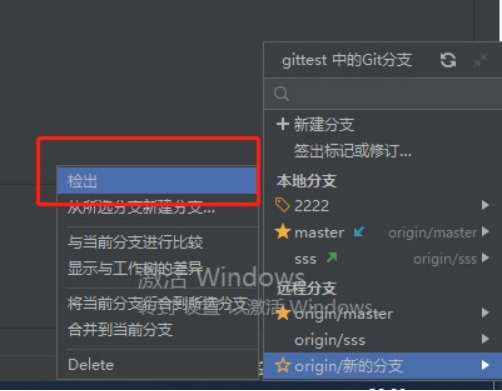 gittest 中的Git分支
新建分支
签出标记或修订...
本地分支
2222
master origin/master
sss origin/sss
远程分支
origin/master
origin/sss
origin/新的分支
检出
从所选分支新建分支...
与当前分支进行比较
显示与工作树的差异
将当前分支衍合到所选分支
合并到当前分支
Delete
激活 Windows
转到"设置"以激活 Windows。